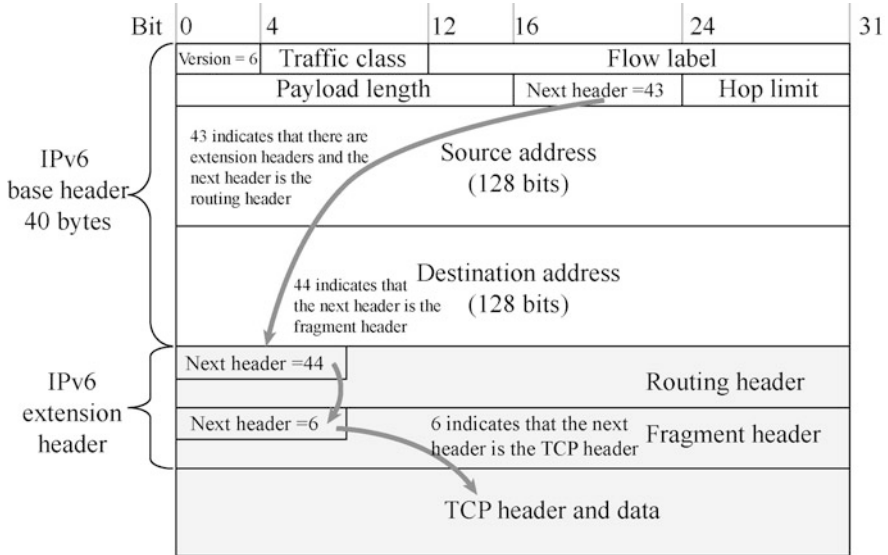 Bit 0 4 12 16 24 31
Version = 6 Traffic class Flow label
Payload length Next header =43 Hop limit
43 indicates that there are
extension headers and the
next header is the
routing header
Source address
(128 bits)
IPv6
base header
40 bytes
Destination address
(128 bits)
44 indicates that
the next header is the
fragment header
Next header =44
Routing header
IPv6
extension
header
Next header =6
6 indicates that the next
header is the TCP header
Fragment header
TCP header and data